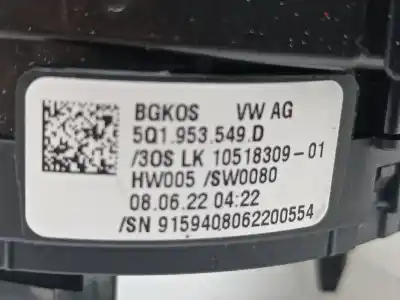 BGKOS VW AG
5Q1.953.549.D
/30S LK 10518309-01
HW005 /SW0080
08.06.22 04:22
/SN 9159408062200554